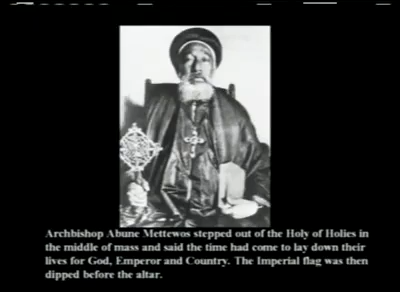 Archbishop Abune Mettewos stepped out of the Holy of Holies in
the middle of mass and said the time had come to lay down their
lives for God, Emperor and Country. The Imperial flag was then
dipped before the altar.